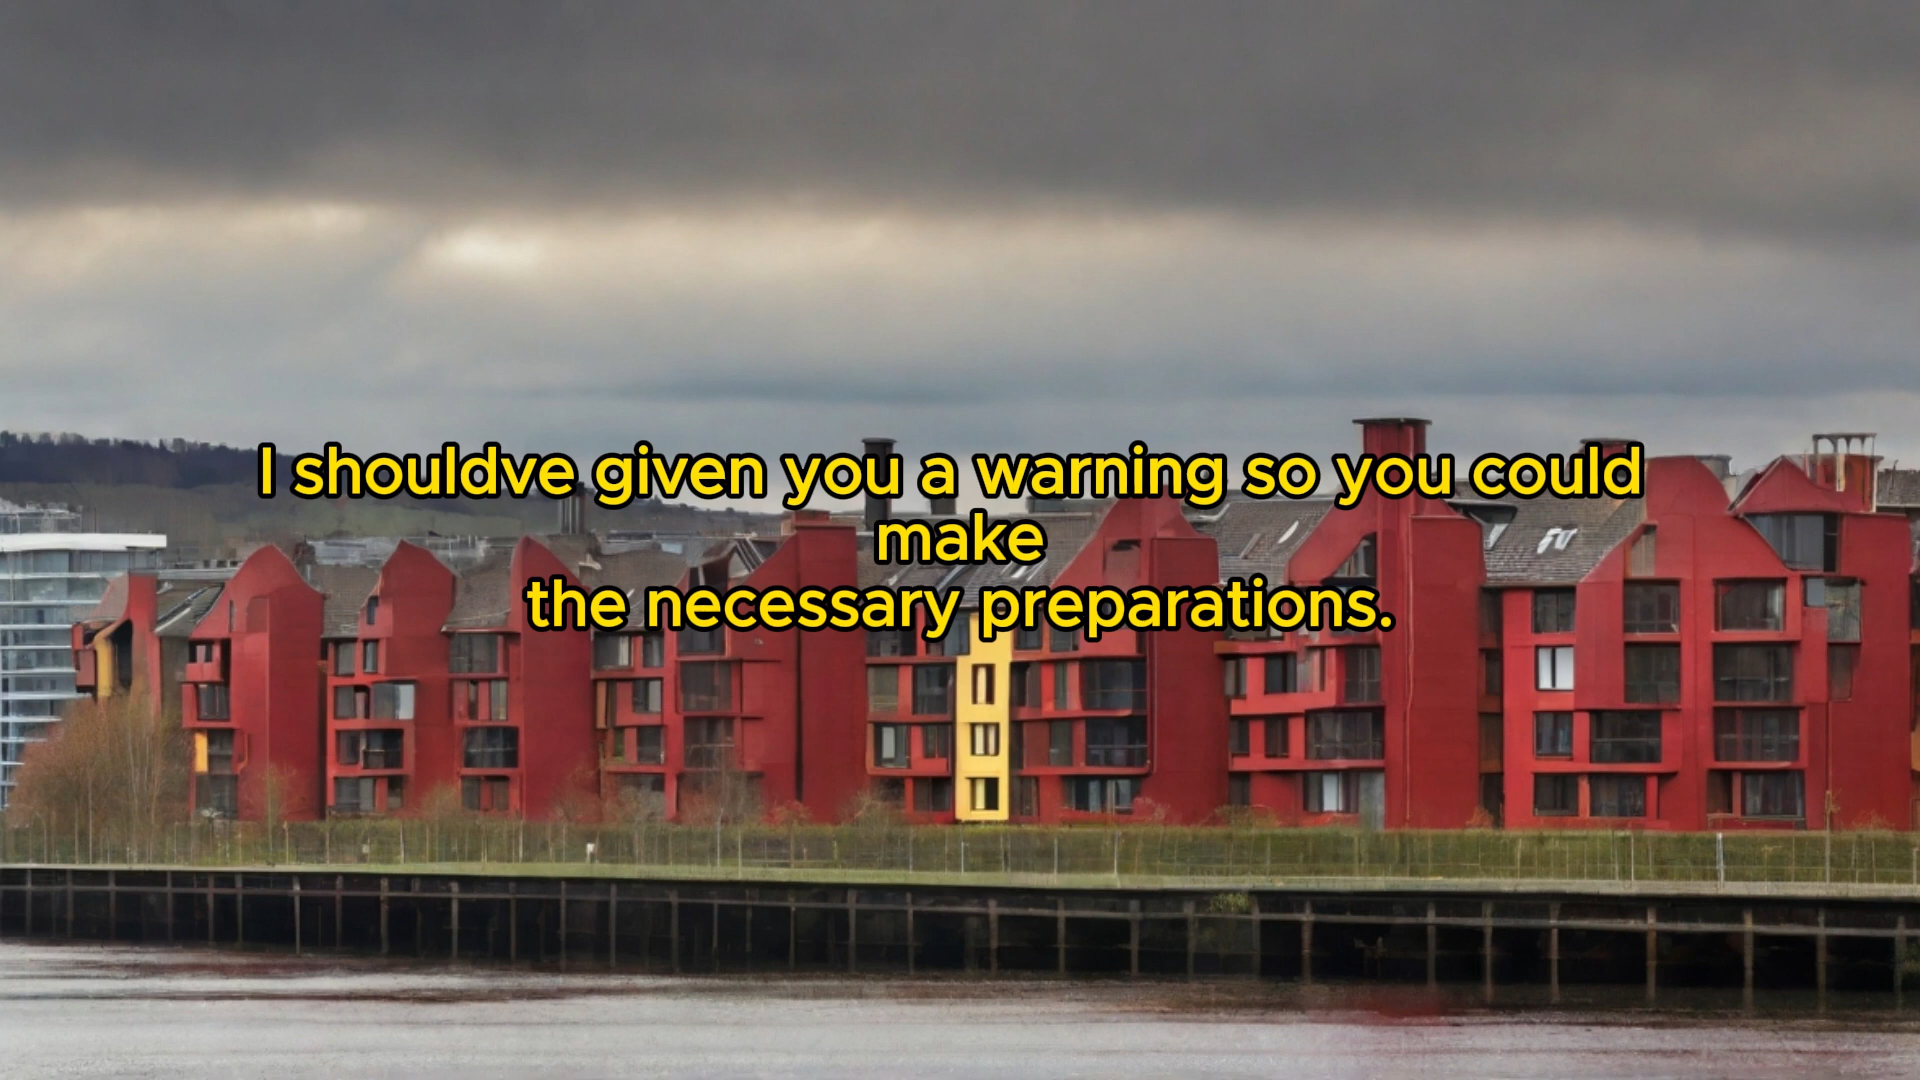 I shouldve given you a warning so you could
make
the necessary preparations.